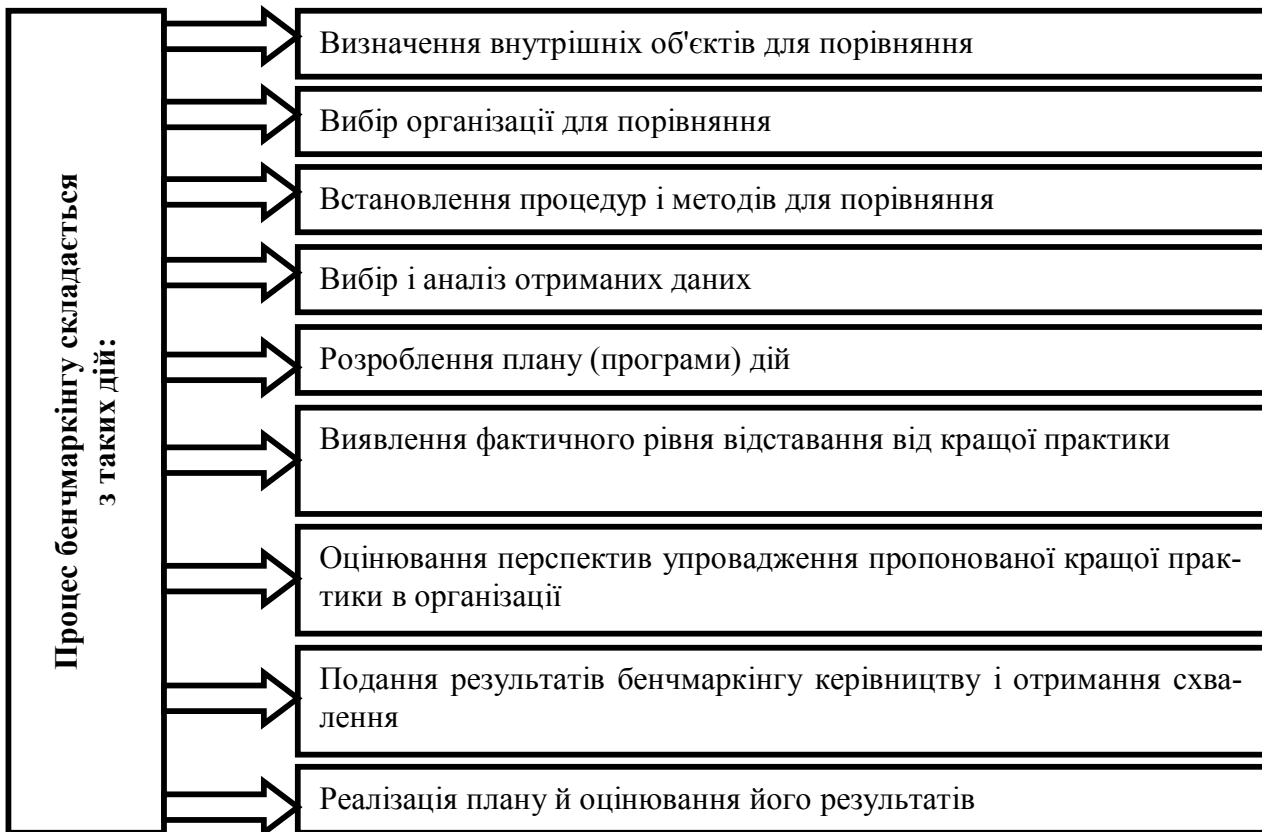 Процес бенчмаркінгу складається
з таких дій:
Визначення внутрішніх об'єктів для порівняння
Вибір організації для порівняння
Встановлення процедур і методів для порівняння
Вибір і аналіз отриманих даних
Розроблення плану (програми) дій
Виявлення фактичного рівня відставання від кращої практики
Оцінювання перспектив упровадження пропонованої кращої прак-
тики в організації
Подання результатів бенчмаркінгу керівництву і отримання схва-
лення
Реалізація плану й оцінювання його результатів